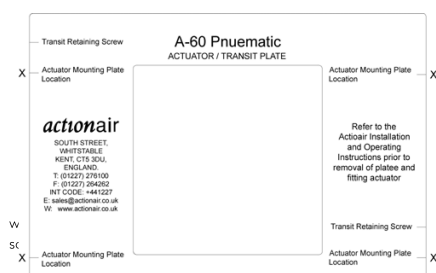 Transit Retaining Screw
A-60 Pnuematic
ACTUATOR / TRANSIT PLATE
X
Actuator Mounting Plate
Location
Actuator Mounting Plate
Location
X
actionair
SOUTH STREET,
WHITSTABLE
KENT, CT5 3DU,
ENGLAND.
T: (01227) 276100
F: (01227) 264262
INT CODE: +441227
E: sales@actionair.co.uk
W: www.actionair.co.uk
Refer to the
Actioair Installation
and Operating
Instructions prior to
removal of platee and
fitting actuator
Transit Retaining Screw
X
Actuator Mounting Plate
Location
Actuator Mounting Plate
Location
X